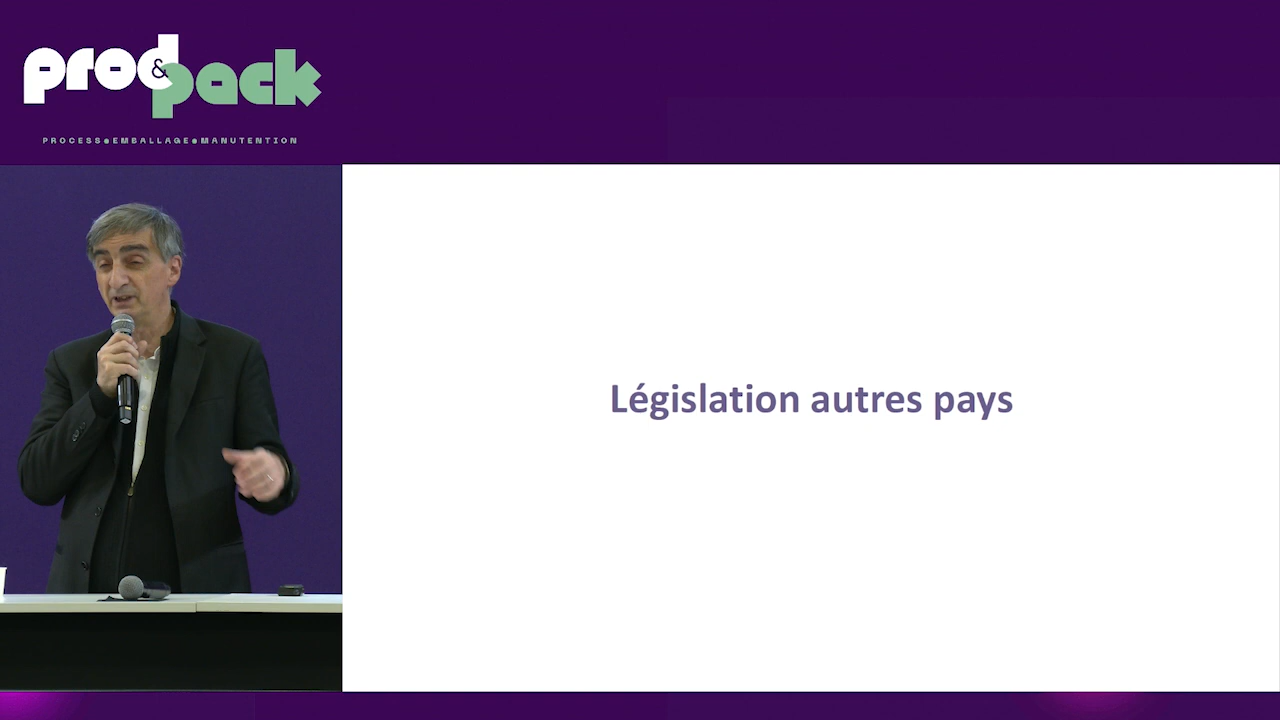 prod&pack
PROCESS•EMBALLAGE•MANUTENTION
Législation autres pays